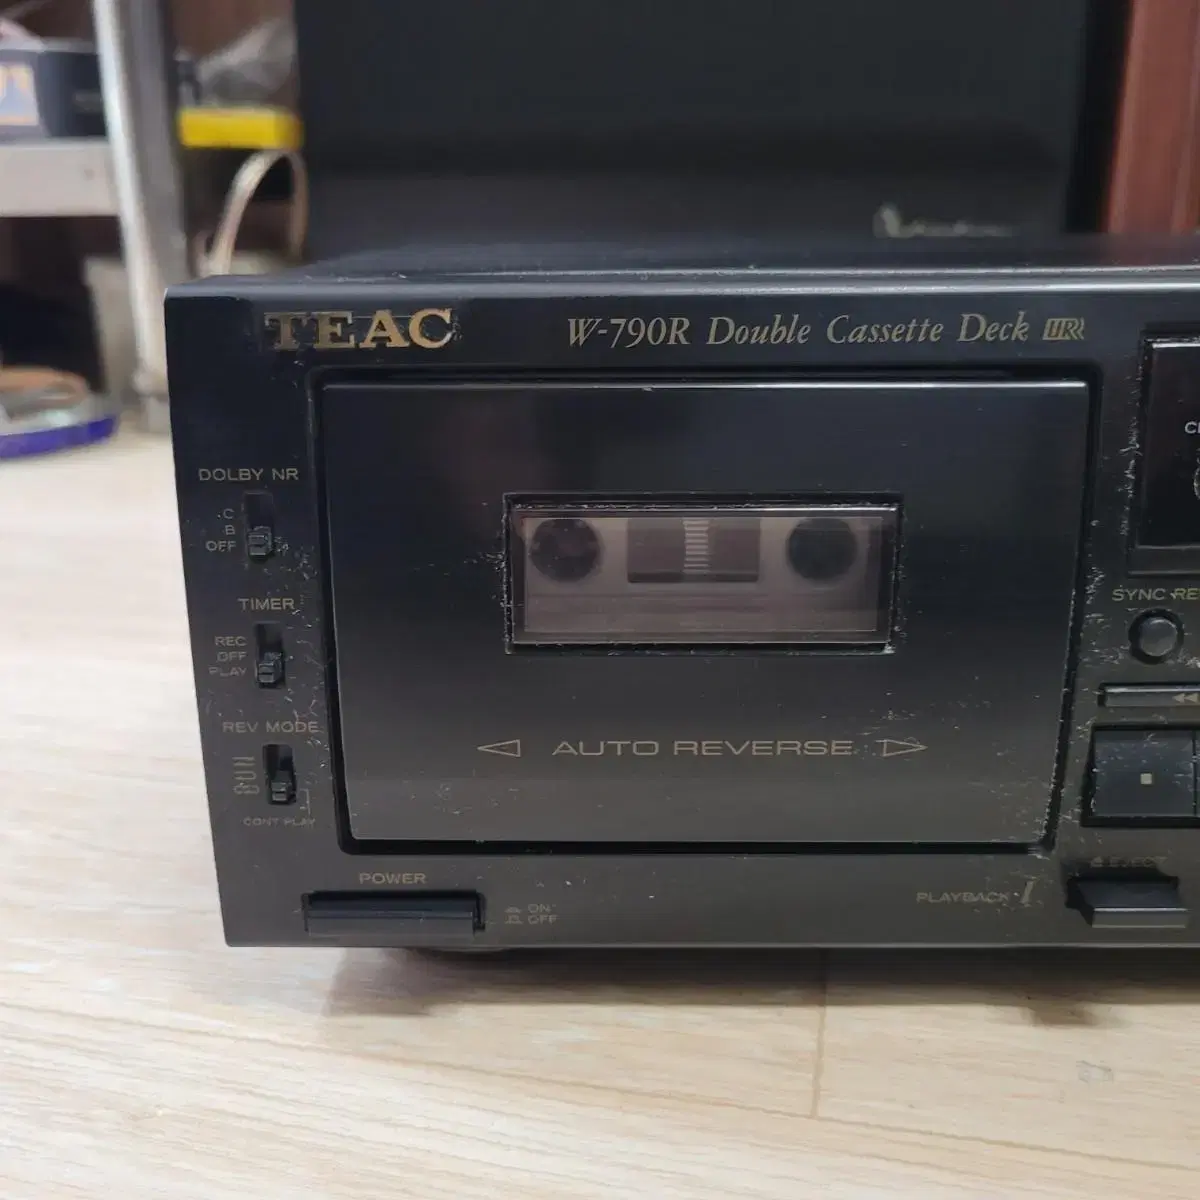 TEAC
W-790R Double Cassette Deck
DOLBY NR
C
B
OFF
TIMER
REC
OFF
PLAY
REV MODE
CONT PLAY
AUTO REVERSE
SYNC
POWER
ON
OFF
PLAYBACK I
EJECT